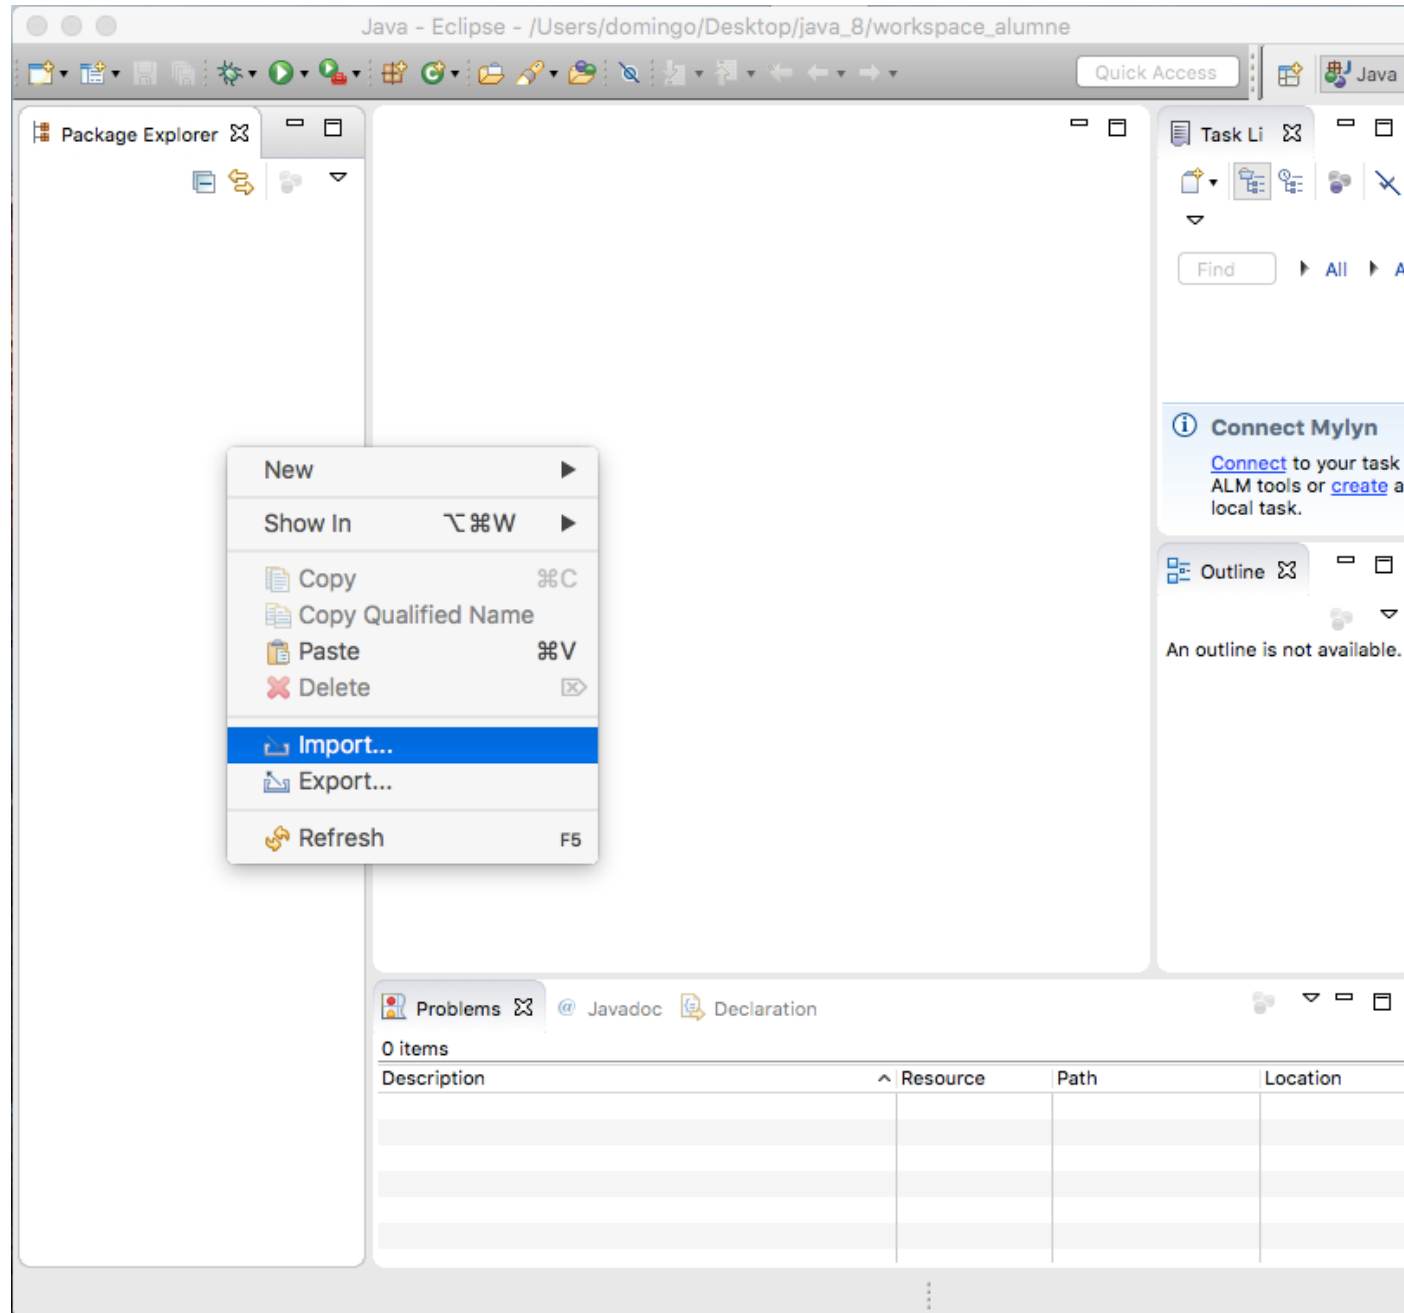 Java - Eclipse - /Users/domingo/Desktop/java_8/workspace_alumne
Quick Access
Java
Package Explorer
Task Li
Find
All
Connect Mylyn
Connect to your task
ALM tools or create a
local task.
New
Show In ⌥⌘W
Copy ⌘C
Copy Qualified Name
Paste ⌘V
Delete
Import...
Export...
Refresh F5
Outline
An outline is not available.
Problems @ Javadoc Declaration
0 items
Description Resource Path Location